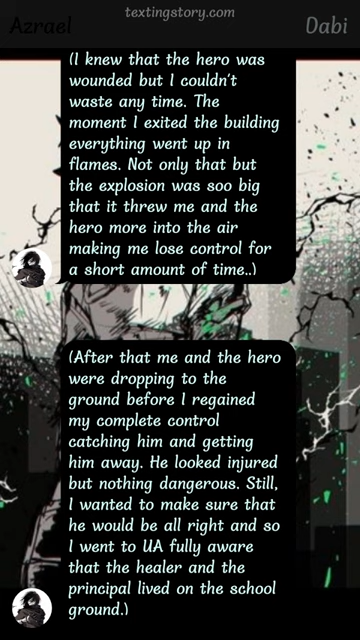 textingstory.com
Azrael
Dabi
(I knew that the hero was
wounded but I couldn't
waste any time. The
moment I exited the building
everything went up in
flames. Not only that but
the explosion was soo big
that it threw me and the
hero more into the air
making me lose control for
a short amount of time..)
(After that me and the hero
were dropping to the
ground before I regained
my complete control
catching him and getting
him away. He looked injured
but nothing dangerous. Still,
I wanted to make sure that
he would be all right and so
I went to UA fully aware
that the healer and the
principal lived on the school
ground.)